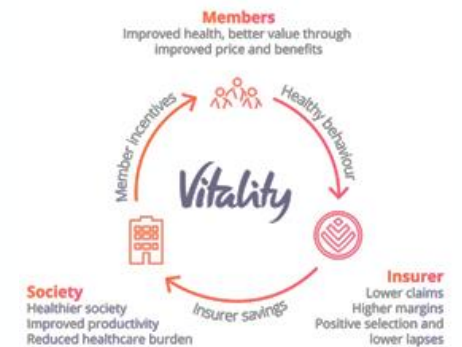 Members
Improved health, better value through
improved price and benefits
Member incentives
Healthy behaviour
Vitality
Insurer savings
Society
Healthier society
Improved productivity
Reduced healthcare burden
Insurer
Lower claims
Higher margins
Positive selection and
lower lapses